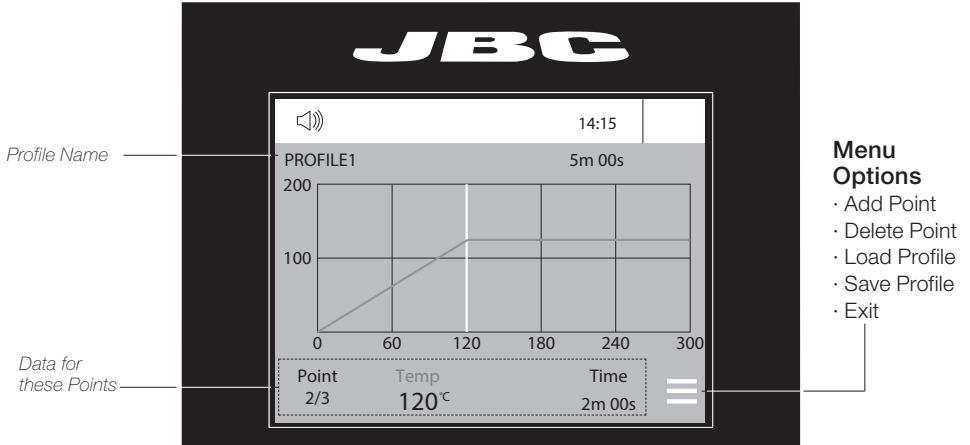 JBC
14:15
Profile Name
PROFILE1 5m 00s
200
100
0 60 120 180 240 300
Data for
these Points
Point Temp Time
2/3 120°C 2m 00s
Menu
Options
· Add Point
· Delete Point
· Load Profile
· Save Profile
· Exit